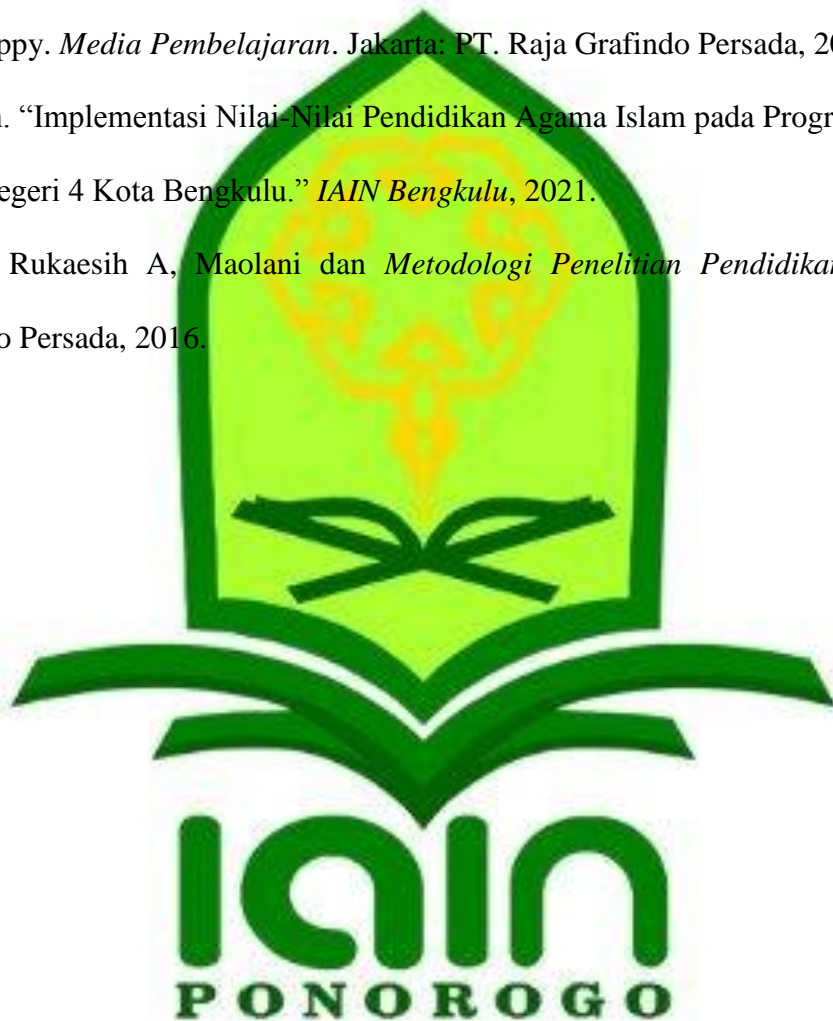 ppy. Media Pembelajaran. Jakarta: PT. Raja Grafindo Persada, 20
. “Implementasi Nilai-Nilai Pendidikan Agama Islam pada Progr
egeri 4 Kota Bengkulu.” IAIN Bengkulu, 2021.
Rukaesih A, Maolani dan Metodologi Penelitian Pendidikan
o Persada, 2016.
IAIN
PONOROGO